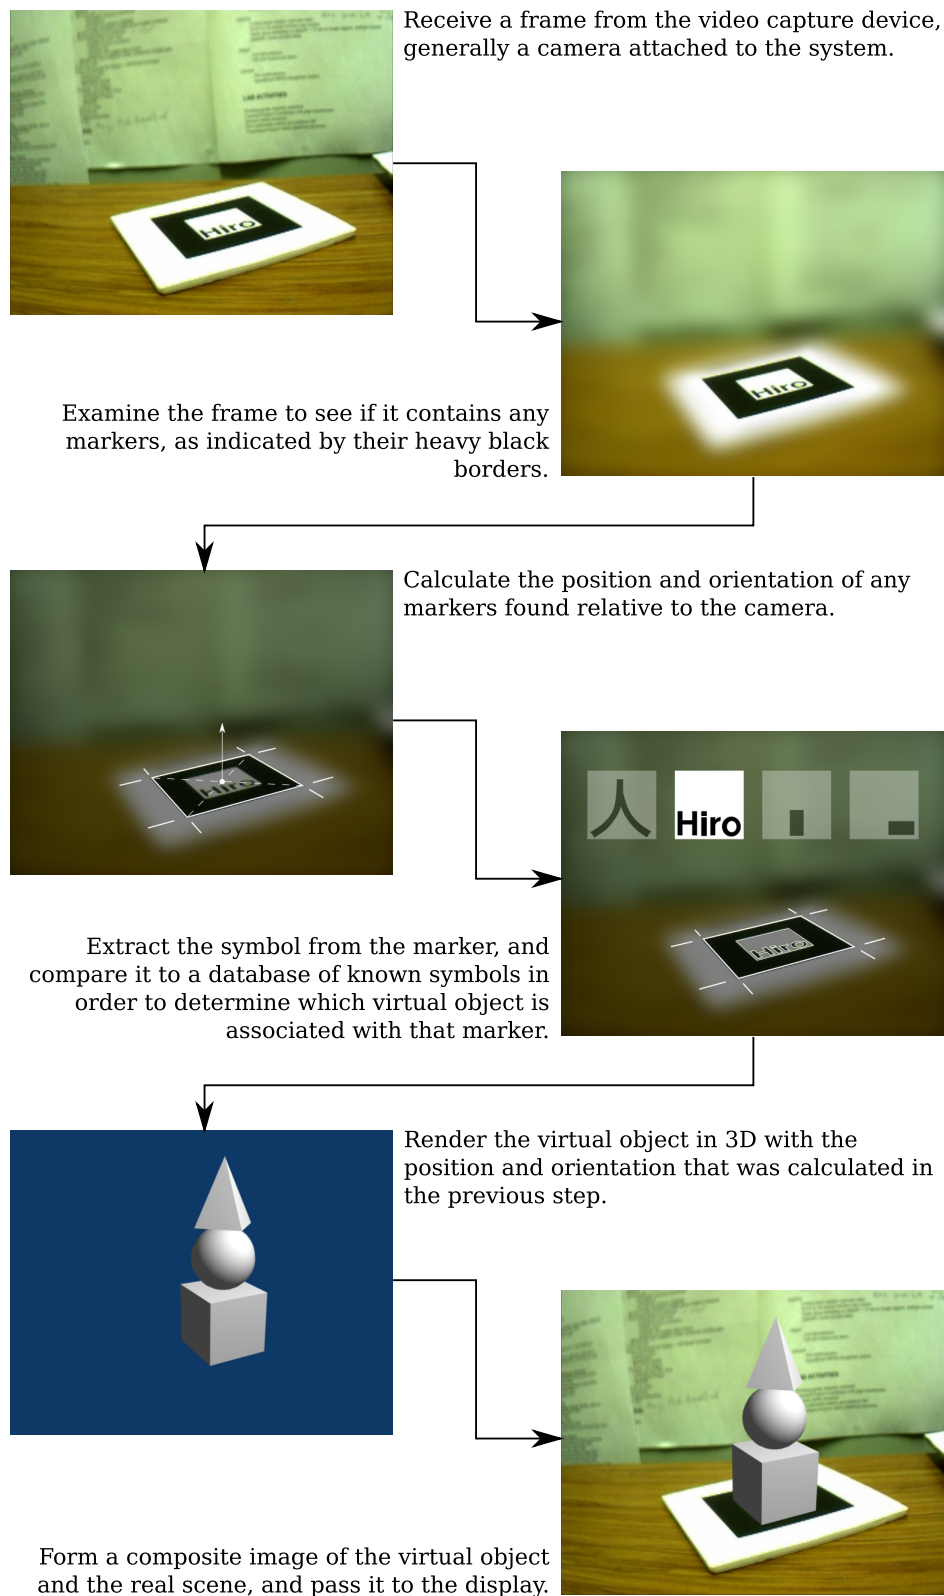 Receive a frame from the video capture device,
generally a camera attached to the system.
LAB ACTIVITIES
Hiro
Hiro
Examine the frame to see if it contains any
markers, as indicated by their heavy black
borders.
Calculate the position and orientation of any
markers found relative to the camera.
Hiro
人
Hiro
Hiro
Extract the symbol from the marker, and
compare it to a database of known symbols in
order to determine which virtual object is
associated with that marker.
Render the virtual object in 3D with the
position and orientation that was calculated in
the previous step.
Form a composite image of the virtual object
and the real scene, and pass it to the display.